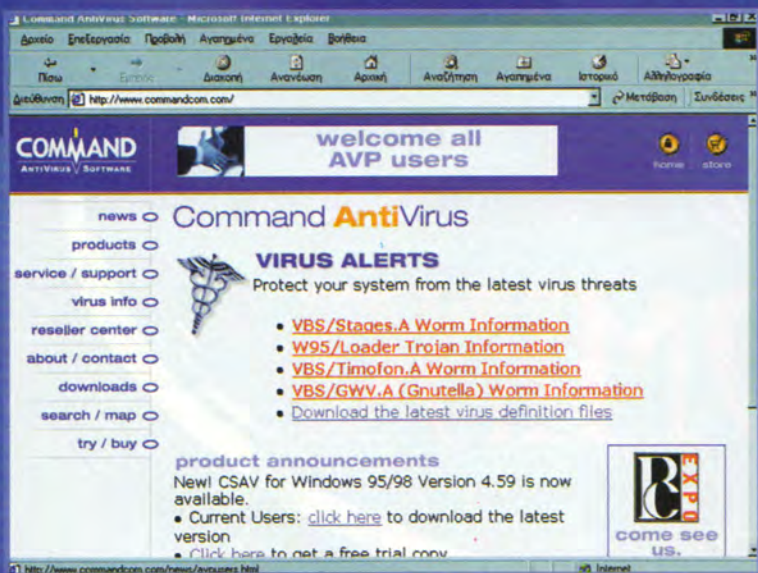 Command AntiVirus Software - Microsoft Internet Explorer
Αρχείο Επεξεργασία Προβολή Αγαπημένα Εργαλεία Βοήθεια
Πίσω Εμπρός Διακοπή Ανανέωση Αρχική Αναζήτηση Αγαπημένα Ιστορικό Αλληλογραφία »
Διεύθυνση http://www.commandcom.com/ Μετάβαση Συνδέσεις »
COMMAND
ANTIVIRUS SOFTWARE
welcome all
AVP users
home store
news
products
service / support
virus info
reseller center
about / contact
downloads
search / map
try / buy
Command AntiVirus
VIRUS ALERTS
Protect your system from the latest virus threats
• VBS/Stages.A Worm Information
• W95/Loader Trojan Information
• VBS/Timofon.A Worm Information
• VBS/GWV.A (Gnutella) Worm Information
• Download the latest virus definition files
product announcements
New! CSAV for Windows 95/98 Version 4.59 is now
available.
• Current Users: click here to download the latest
version
• Click here to get a free trial copy
PC EXPO
come see
us.
http://www.commandcom.com/news/avpusers.html Internet